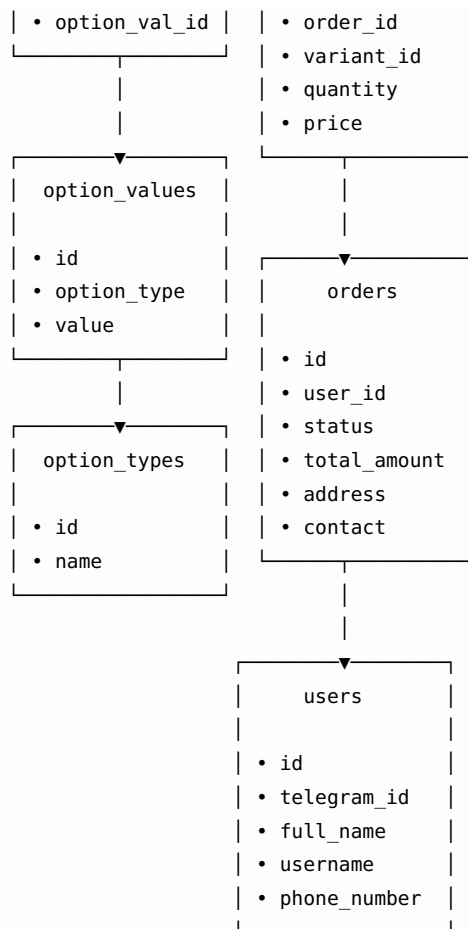 • option_val_id
• order_id
• variant_id
• quantity
• price
option_values
• id
• option_type
• value
orders
• id
• user_id
• status
• total_amount
• address
• contact
option_types
• id
• name
users
• id
• telegram_id
• full_name
• username
• phone_number